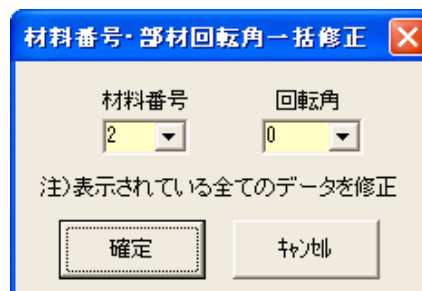 材料番号・部材回転角一括修正
材料番号 回転角
2 0
注)表示されている全てのデータを修正
確定 ｷｬﾝｾﾙ